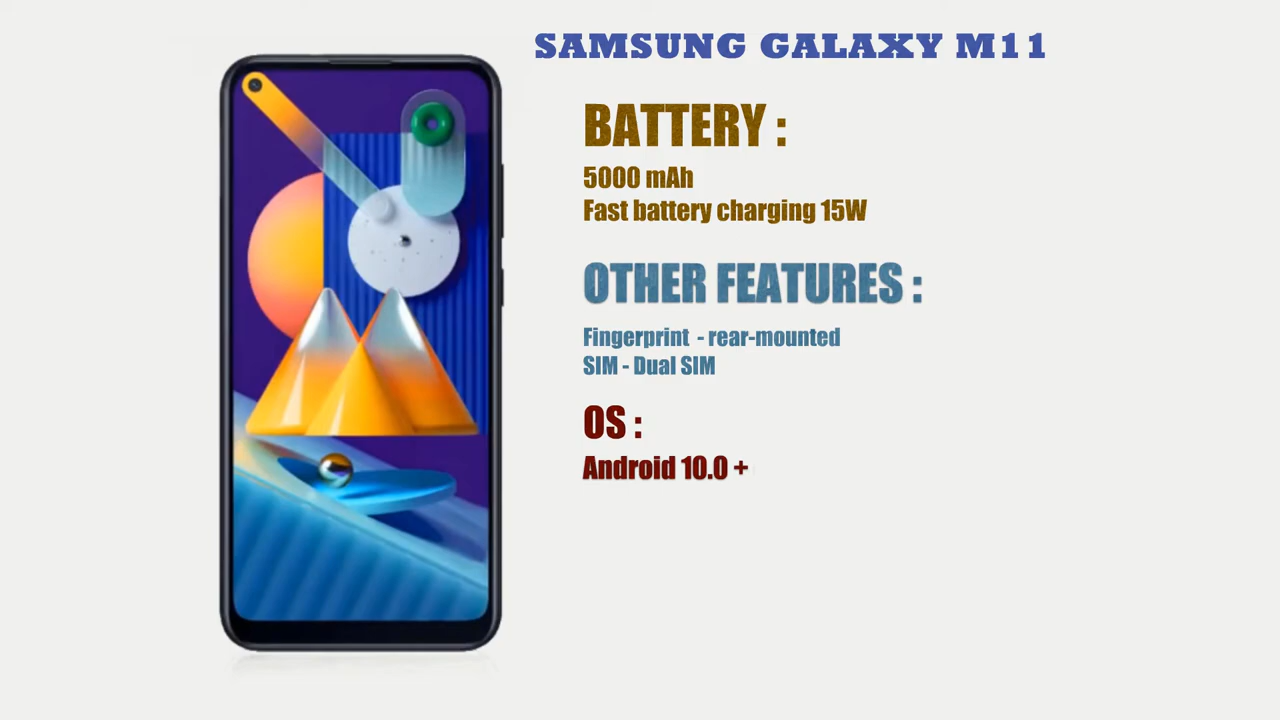 SAMSUNG GALAXY M11
BATTERY :
5000 mAh
Fast battery charging 15W
OTHER FEATURES :
Fingerprint - rear-mounted
SIM - Dual SIM
OS :
Android 10.0 +